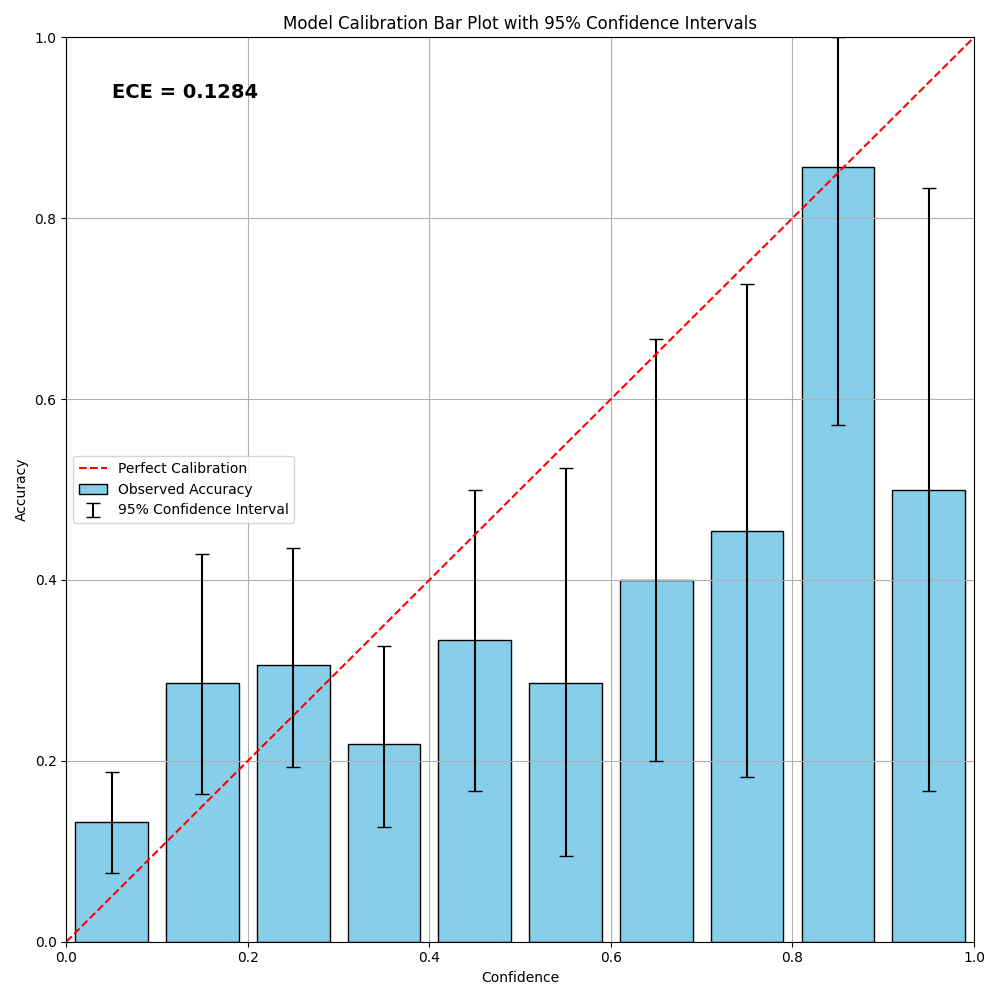 Model Calibration Bar Plot with 95% Confidence Intervals
ECE = 0.1284
1.0
0.8
0.6
0.4
0.2
0.0
Accuracy
Perfect Calibration
Observed Accuracy
95% Confidence Interval
0.0 0.2 0.4 0.6 0.8 1.0
Confidence